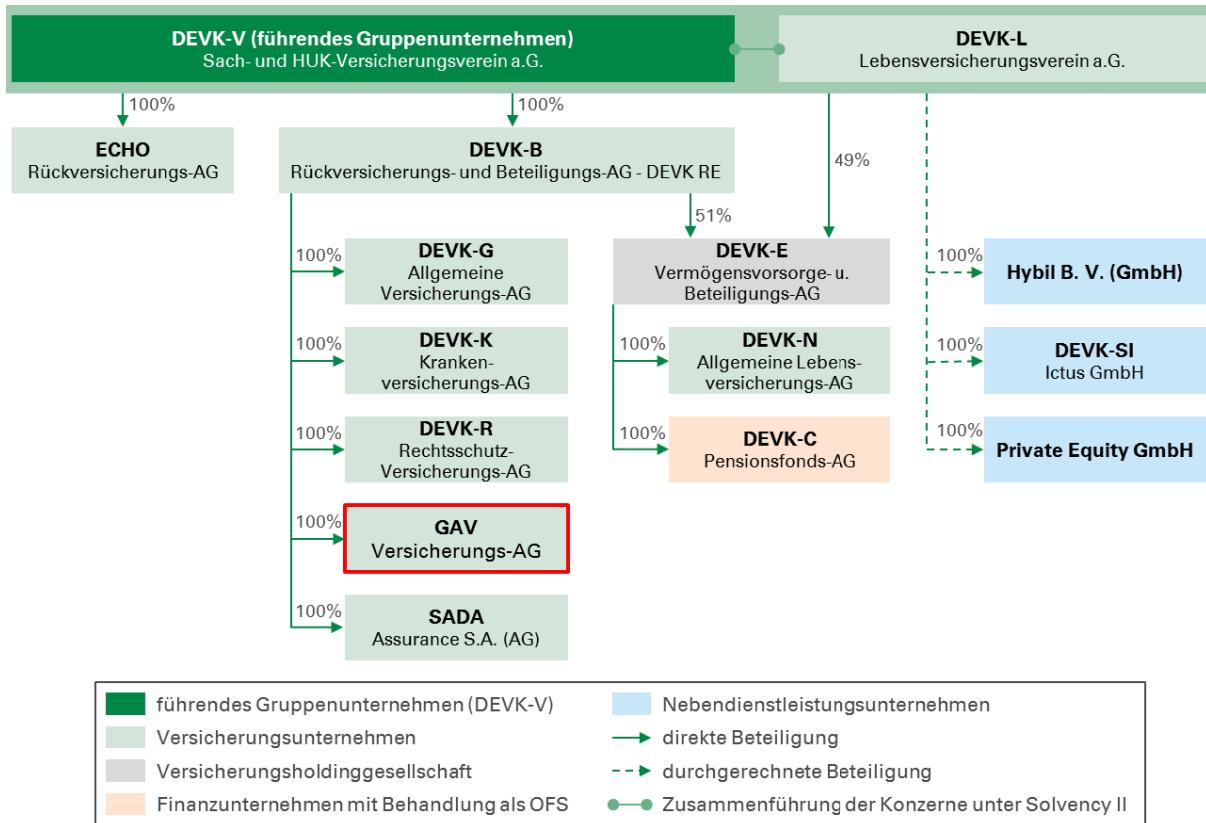 DEVK-V (führendes Gruppenunternehmen)
Sach- und HUK-Versicherungsverein a.G.
DEVK-L
Lebensversicherungsverein a.G.
100%
100%
ECHO
Rückversicherungs-AG
DEVK-B
Rückversicherungs- und Beteiligungs-AG - DEVK RE
49%
51%
100%
DEVK-G
Allgemeine
Versicherungs-AG
DEVK-E
Vermögensvorsorge- u.
Beteiligungs-AG
100%
Hybil B. V. (GmbH)
100%
DEVK-K
Kranken-
versicherungs-AG
100%
DEVK-N
Allgemeine Lebens-
versicherungs-AG
100%
DEVK-SI
Ictus GmbH
100%
DEVK-R
Rechtsschutz-
Versicherungs-AG
100%
DEVK-C
Pensionsfonds-AG
100%
Private Equity GmbH
100%
GAV
Versicherungs-AG
100%
SADA
Assurance S.A. (AG)
führendes Gruppenunternehmen (DEVK-V)
Versicherungsunternehmen
Versicherungsholdinggesellschaft
Finanzunternehmen mit Behandlung als OFS
Nebendienstleistungsunternehmen
direkte Beteiligung
durchgerechnete Beteiligung
Zusammenführung der Konzerne unter Solvency II